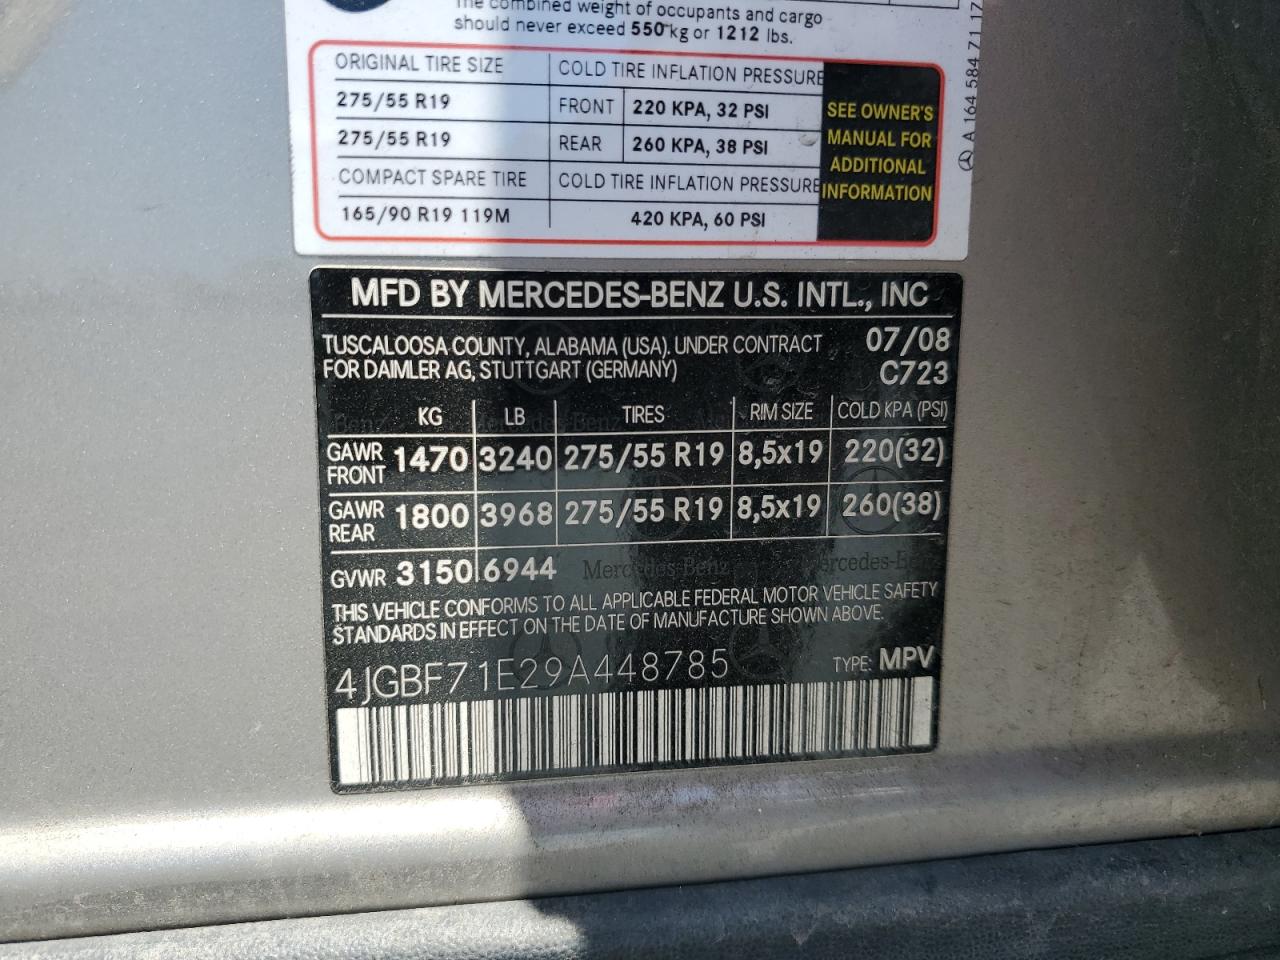 The combined weight of occupants and cargo
should never exceed 550 kg or 1212 lbs.
ORIGINAL TIRE SIZE COLD TIRE INFLATION PRESSURE
275/55 R19 FRONT 220 KPA, 32 PSI
275/55 R19 REAR 260 KPA, 38 PSI
COMPACT SPARE TIRE COLD TIRE INFLATION PRESSURE
165/90 R19 119M 420 KPA, 60 PSI
SEE OWNER'S
MANUAL FOR
ADDITIONAL
INFORMATION
A 164 584 71 17
MFD BY MERCEDES-BENZ U.S. INTL., INC
TUSCALOOSA COUNTY, ALABAMA (USA). UNDER CONTRACT 07/08
FOR DAIMLER AG, STUTTGART (GERMANY) C723
KG LB TIRES RIM SIZE COLD KPA (PSI)
GAWR FRONT 1470 3240 275/55 R19 8,5x19 220(32)
GAWR REAR 1800 3968 275/55 R19 8,5x19 260(38)
GVWR 3150 6944
Mercedes-Benz
THIS VEHICLE CONFORMS TO ALL APPLICABLE FEDERAL MOTOR VEHICLE SAFETY
STANDARDS IN EFFECT ON THE DATE OF MANUFACTURE SHOWN ABOVE.
4JGBF71E29A448785 TYPE: MPV